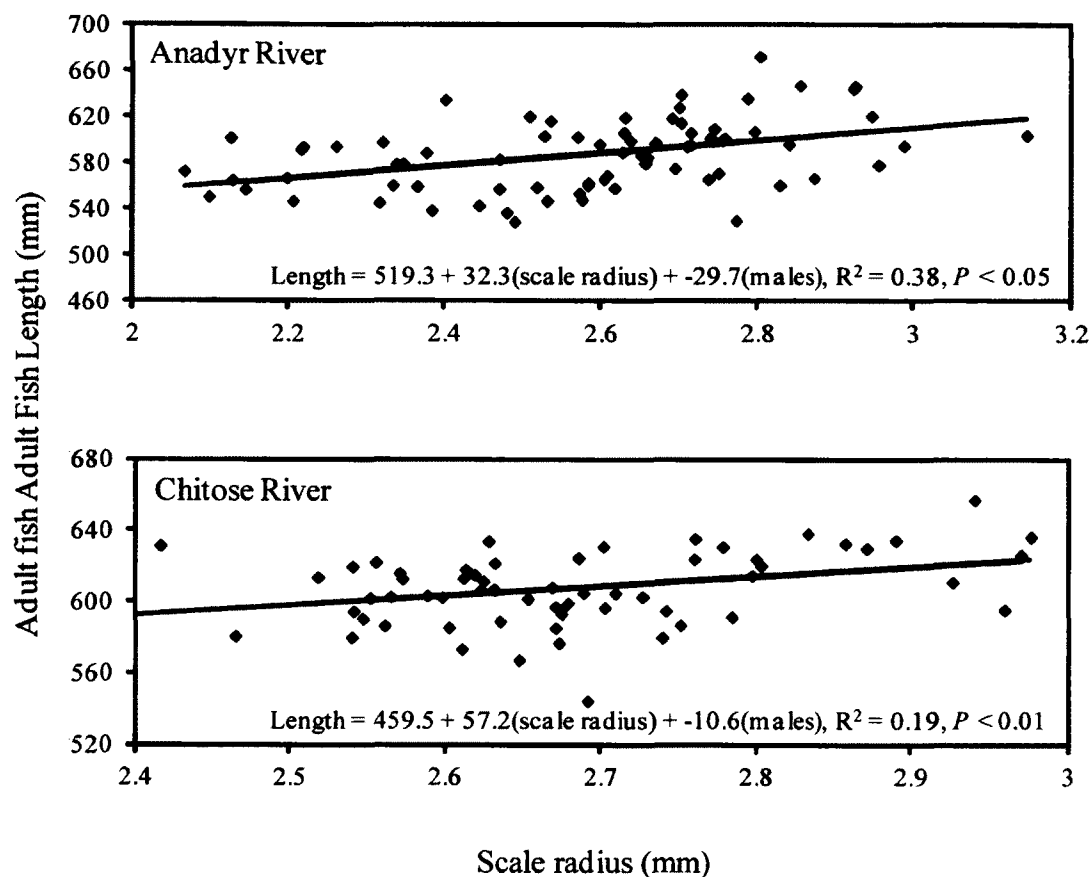 Adult fish Adult Fish Length (mm)
700
660
620
580
540
500
460
Anadyr River
Length = 519.3 + 32.3(scale radius) + -29.7(males), R² = 0.38, P < 0.05
2 2.2 2.4 2.6 2.8 3 3.2
680
640
600
560
520
Chitose River
Length = 459.5 + 57.2(scale radius) + -10.6(males), R² = 0.19, P < 0.01
2.4 2.5 2.6 2.7 2.8 2.9 3
Scale radius (mm)